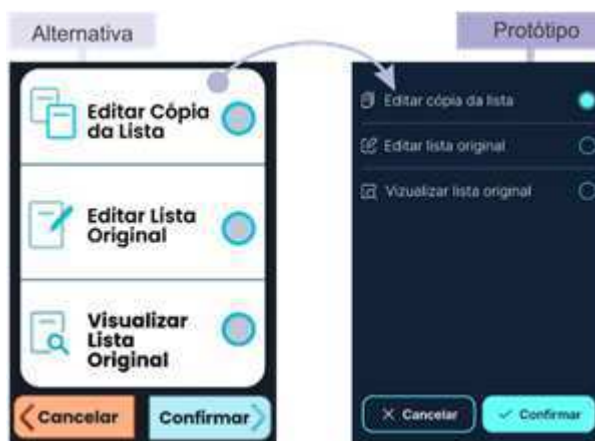 Alternativa
Protótipo
Editar Cópia
da Lista
Editar Lista
Original
Visualizar
Lista
Original
Cancelar
Confirmar
Editar cópia da lista
Editar lista original
Vizualizar lista original
Cancelar
Confirmar